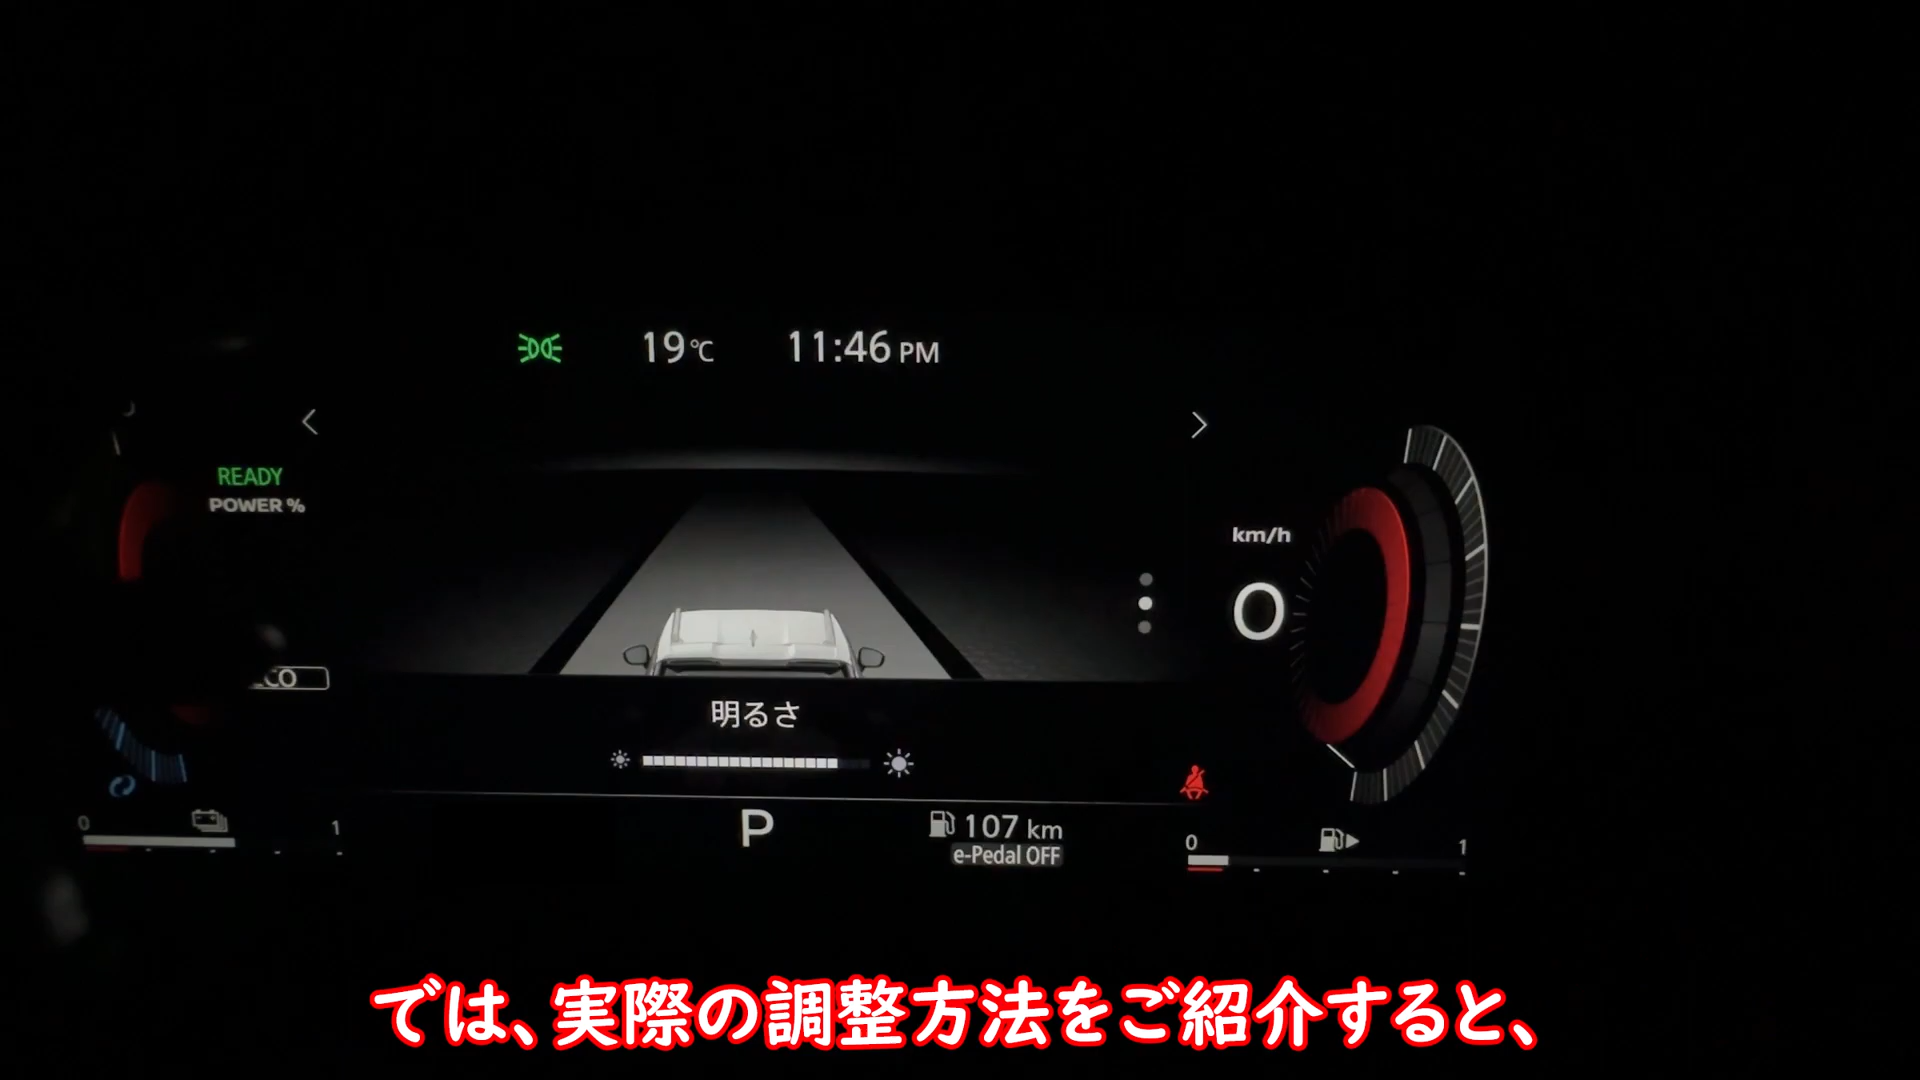 19℃ 11:46 PM
READY
POWER %
km/h
0
明るさ
P
107 km
e-Pedal OFF
0 1
0 1
では、実際の調整方法をご紹介すると、